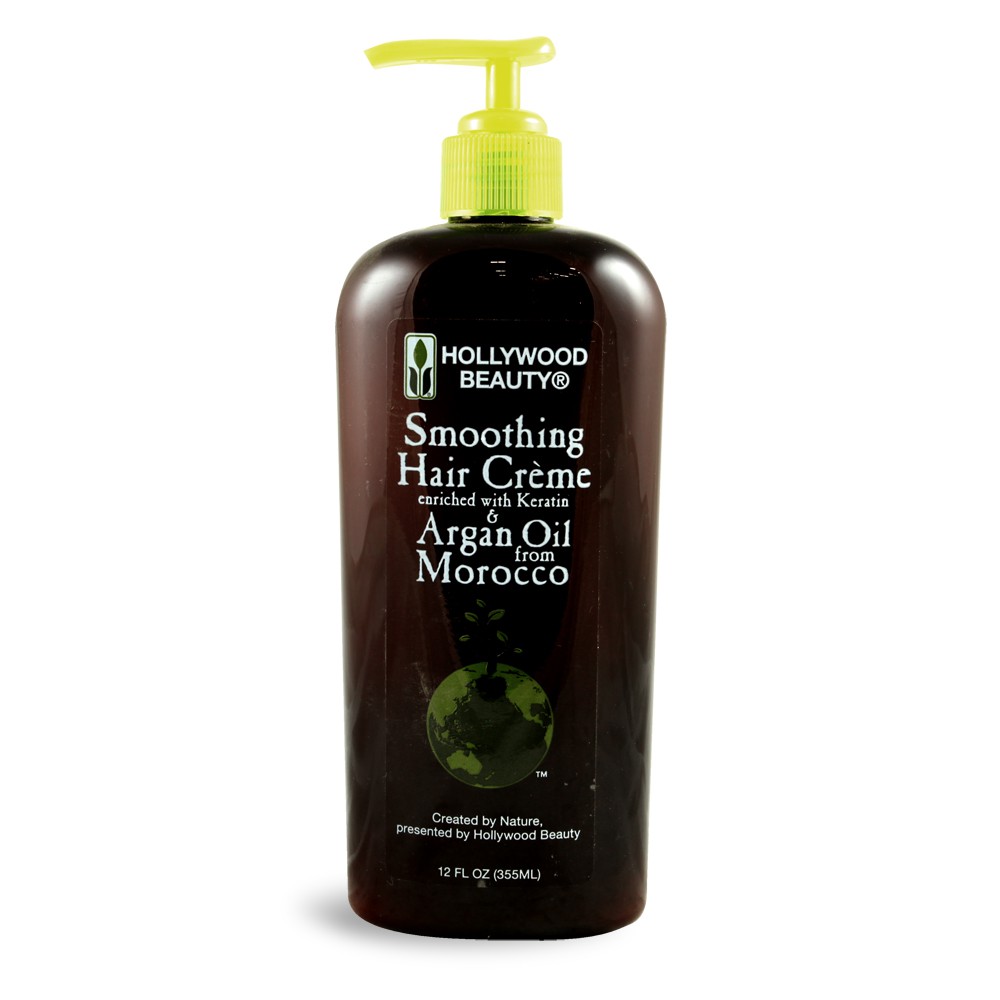 HOLLYWOOD
BEAUTY®
Smoothing
Hair Crème
enriched with Keratin
&
Argan Oil
from
Morocco
™
Created by Nature,
presented by Hollywood Beauty
12 FL OZ (355ML)